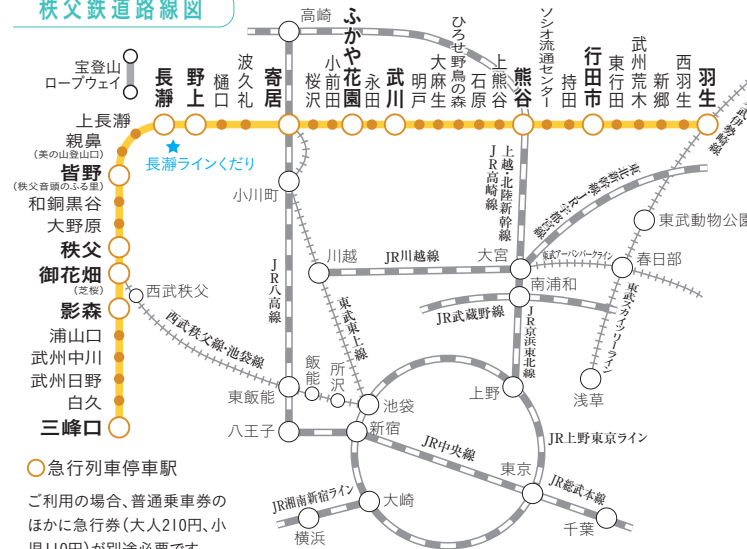 秩父鉄道路線図
高崎
宝登山
ロープウェイ
長瀞
野上
樋口
波久礼
寄居
桜沢
小前田
ふかや花園
永田
武川
明戸
大麻生
ひろせ野鳥の森
石原
上熊谷
熊谷
ソシオ流通センター
持田
行田市
東行田
武州荒木
新郷
西羽生
羽生
上長瀞
親鼻
(美の山登山口)
皆野
(秩父音頭のふる里)
和銅黒谷
大野原
秩父
御花畑
(芝桜)
影森
浦山口
武州中川
武州日野
白久
三峰口
長瀞ラインくだり
小川町
西武秩父
西武秩父線・池袋線
JR八高線
川越
JR川越線
東武東上線
上越・北陸新幹線
JR高崎線
東北新幹線
JR宇都宮線
東武伊勢崎線
東武動物公園
大宮
東武アーバンパークライン
春日部
南浦和
JR武蔵野線
JR京浜東北線
東武スカイツリーライン
浅草
上野
東飯能
飯能
所沢
池袋
八王子
新宿
JR中央線
JR上野東京ライン
東京
JR総武本線
千葉
JR湘南新宿ライン
大崎
横浜
急行列車停車駅
ご利用の場合、普通乗車券の
ほかに急行券(大人210円、小
児110円)が別途必要です